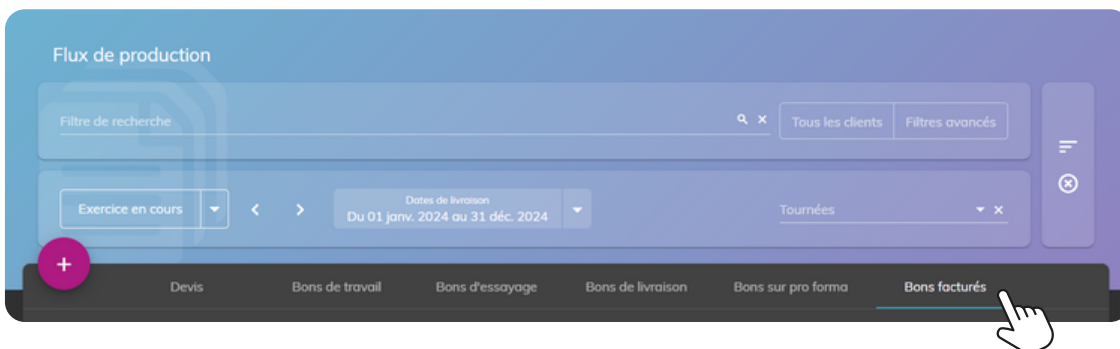 Flux de production
Filtre de recherche
Tous les clients
Filtres avancés
Exercice en cours
Dates de livraison
Du 01 janv. 2024 au 31 déc. 2024
Tournées
Devis
Bons de travail
Bons d'essayage
Bons de livraison
Bons sur pro forma
Bons facturés